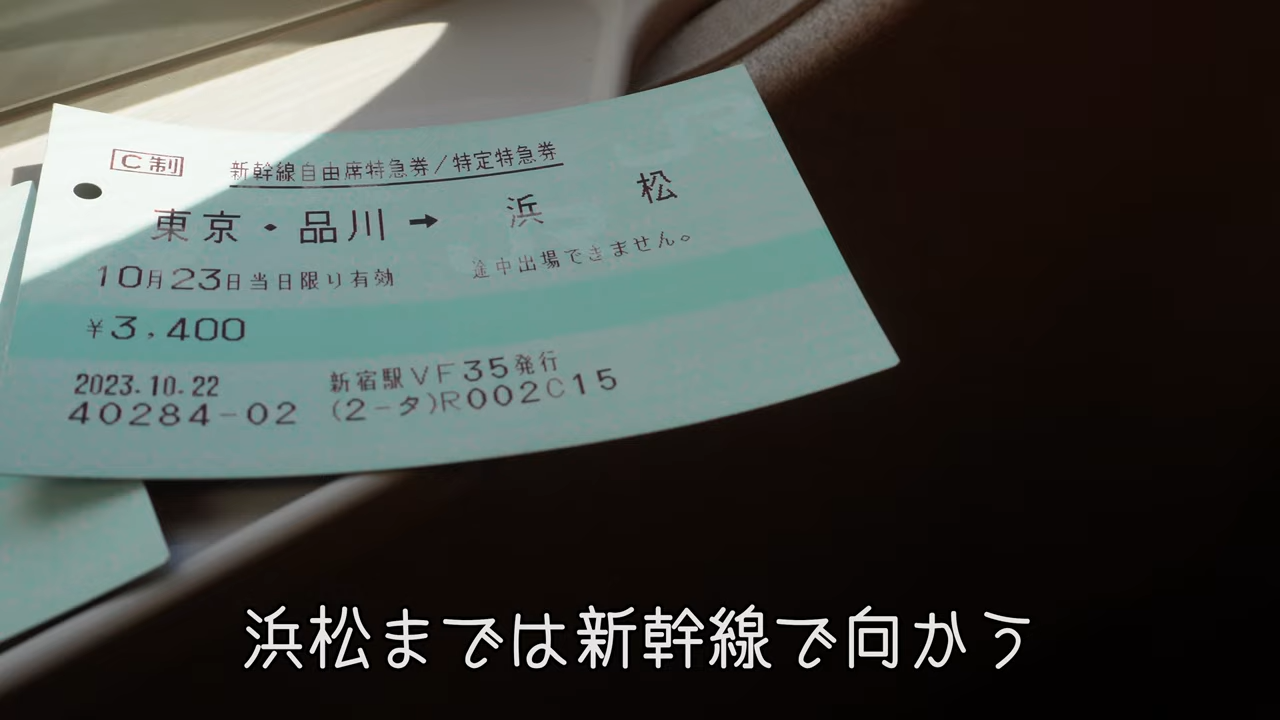 C制 新幹線自由席特急券/特定特急券
東京・品川➡浜松
10月23日当日限り有効 途中出場できません。
¥3,400
2023.10.22 新宿駅VF35発行
40284-02 (2-タ)R002C15
浜松までは新幹線で向かう